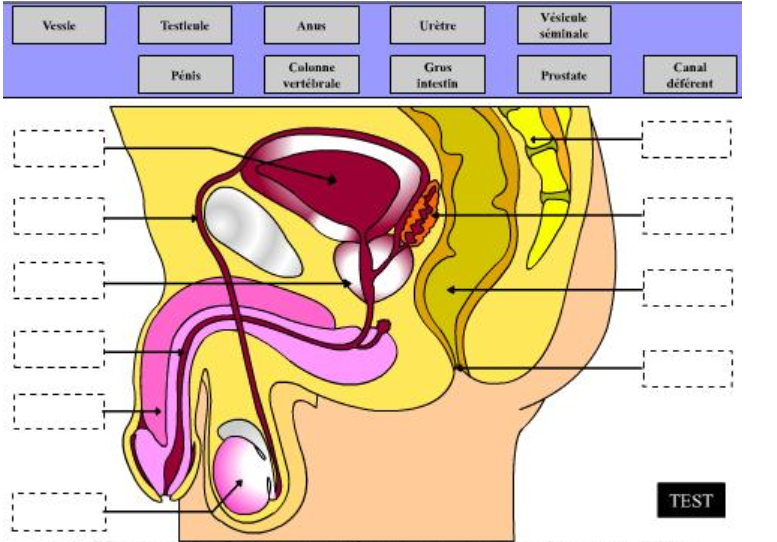 Vessie
Testicule
Anus
Urètre
Vésicule
séminale
Pénis
Colonne
vertébrale
Gros
intestin
Prostate
Canal
déférent
TEST